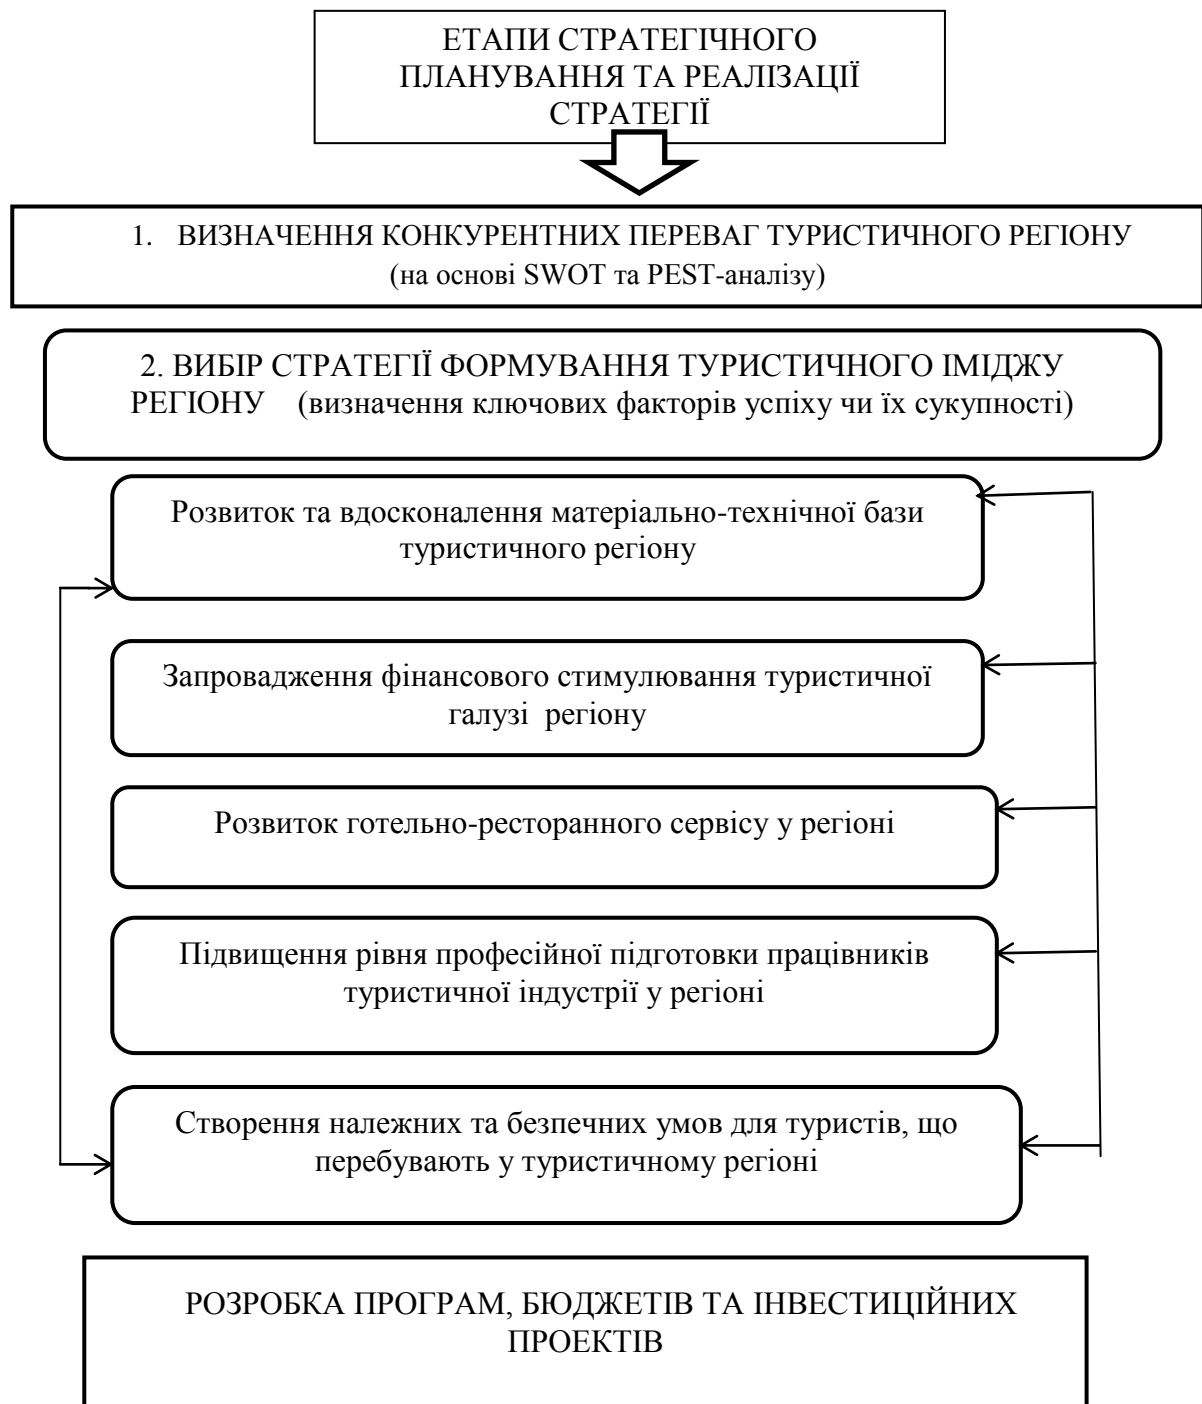 ЕТАПИ СТРАТЕГІЧНОГО
ПЛАНУВАННЯ ТА РЕАЛІЗАЦІЇ
СТРАТЕГІЇ
1. ВИЗНАЧЕННЯ КОНКУРЕНТНИХ ПЕРЕВАГ ТУРИСТИЧНОГО РЕГІОНУ
(на основі SWOT та PEST-аналізу)
2. ВИБІР СТРАТЕГІЇ ФОРМУВАННЯ ТУРИСТИЧНОГО ІМІДЖУ
РЕГІОНУ (визначення ключових факторів успіху чи їх сукупності)
Розвиток та вдосконалення матеріально-технічної бази
туристичного регіону
Запровадження фінансового стимулювання туристичної
галузі регіону
Розвиток готельно-ресторанного сервісу у регіоні
Підвищення рівня професійної підготовки працівників
туристичної індустрії у регіоні
Створення належних та безпечних умов для туристів, що
перебувають у туристичному регіоні
РОЗРОБКА ПРОГРАМ, БЮДЖЕТІВ ТА ІНВЕСТИЦІЙНИХ
ПРОЕКТІВ